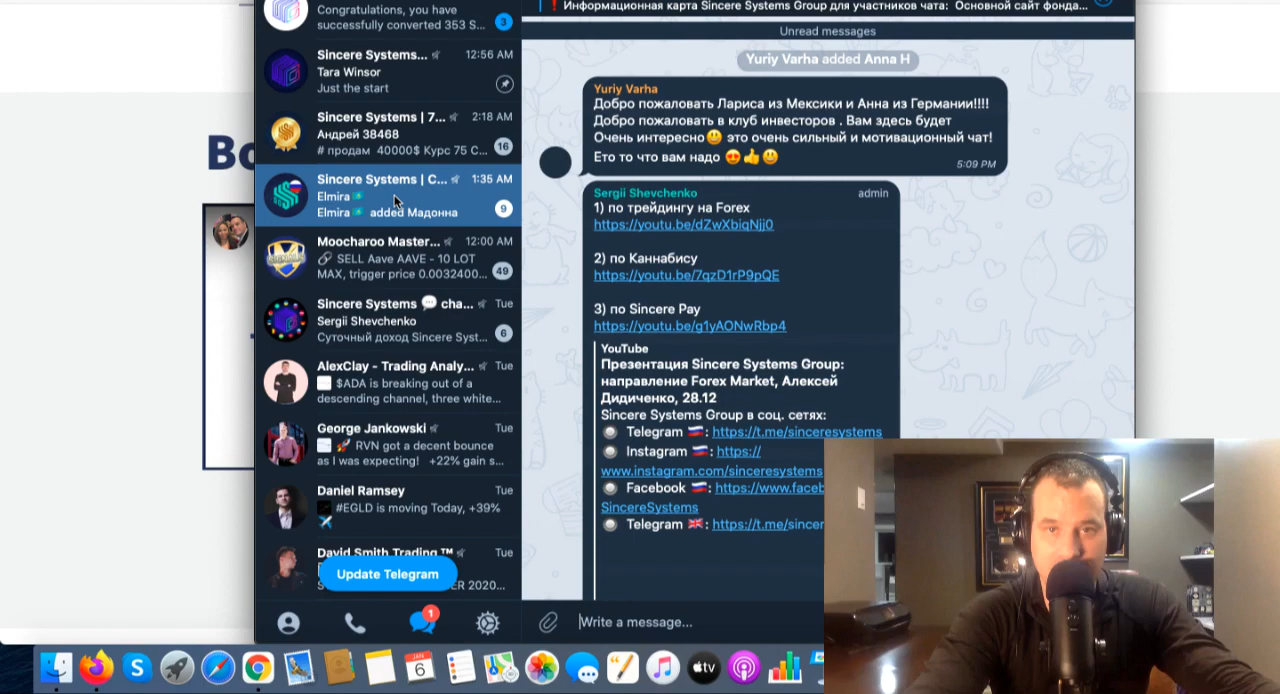 Congratulations, you have
successfully converted 353 S...
3
Sincere Systems... 12:56 AM
Tara Winsor
Just the start
Sincere Systems | 7... 2:18 AM
Андрей 38468
# продам 40000$ Курс 75 С...
16
Sincere Systems | C... 1:35 AM
Elmira
Elmira added Мадонна
9
Moocharoo Master... 12:00 AM
🔗 SELL Aave AAVE - 10 LOT
MAX, trigger price 0.0032400...
49
Sincere Systems 💬 cha... Tue
Sergii Shevchenko
Суточный доход Sincere Syst...
6
AlexClay - Trading Analy... Tue
$ADA is breaking out of a
descending channel, three white...
George Jankowski Tue
🚀 RVN got a decent bounce
as I was expecting! +22% gain s...
Daniel Ramsey Tue
#EGLD is moving Today, +39%
✈️
David Smith Trading ™ Tue
ER 2020...
Update Telegram
1
Bo
❗ Информационная карта Sincere Systems Group для участников чата: Основной сайт фонда...
Unread messages
Yuriy Varha added Anna H
Yuriy Varha
Добро пожаловать Лариса из Мексики и Анна из Германии!!!!
Добро пожаловать в клуб инвесторов . Вам здесь будет
Очень интересно😃 это очень сильный и мотивационный чат!
Ето то что вам надо 😍👍😃
5:09 PM
Sergii Shevchenko admin
1) по трейдингу на Forex
https://youtu.be/dZwXbiqNjj0
2) по Каннабису
https://youtu.be/7qzD1rP9pQE
3) по Sincere Pay
https://youtu.be/g1yAONwRbp4
YouTube
Презентация Sincere Systems Group:
направление Forex Market, Алексей
Дидиченко, 28.12
Sincere Systems Group в соц. сетях:
🔘 Telegram 🇷🇺: https://t.me/sinceresystems
🔘 Instagram 🇷🇺: https://
www.instagram.com/sinceresystems
🔘 Facebook 🇷🇺: https://www.faceb
SincereSystems
🔘 Telegram 🇬🇧: https://t.me/sincer
Write a message...
JAN
6
tv